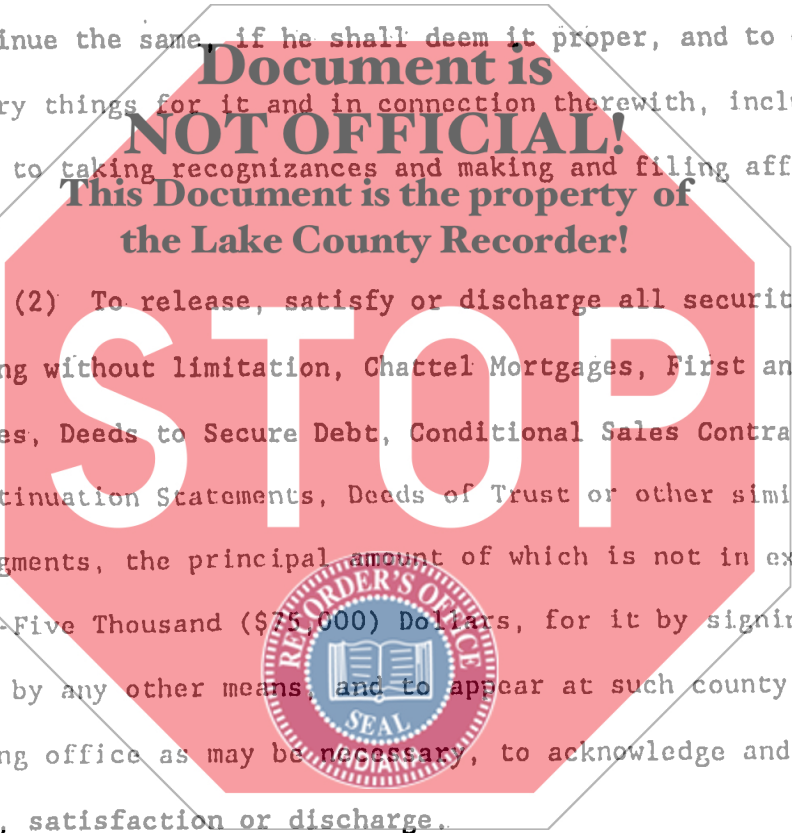 inue the same, if he shall deem it proper, and to
Document is
ry things for it and in connection therewith, inclu
NOT OFFICIAL!
to taking recognizances and making and filing aff
This Document is the property of
the Lake County Recorder!
(2) To release, satisfy or discharge all securit
ng without limitation, Chattel Mortgages, First an
STOP
es, Deeds to Secure Debt, Conditional Sales Contra
tinuation Statements, Deeds of Trust or other simi
gments, the principal amount of which is not in ex
-Five Thousand ($75,000) Dollars, for it by signin
RECORDER'S OFFICE
by any other means, and to appear at such county
SEAL
ng office as may be necessary, to acknowledge and
INDIANA
, satisfaction or discharge.